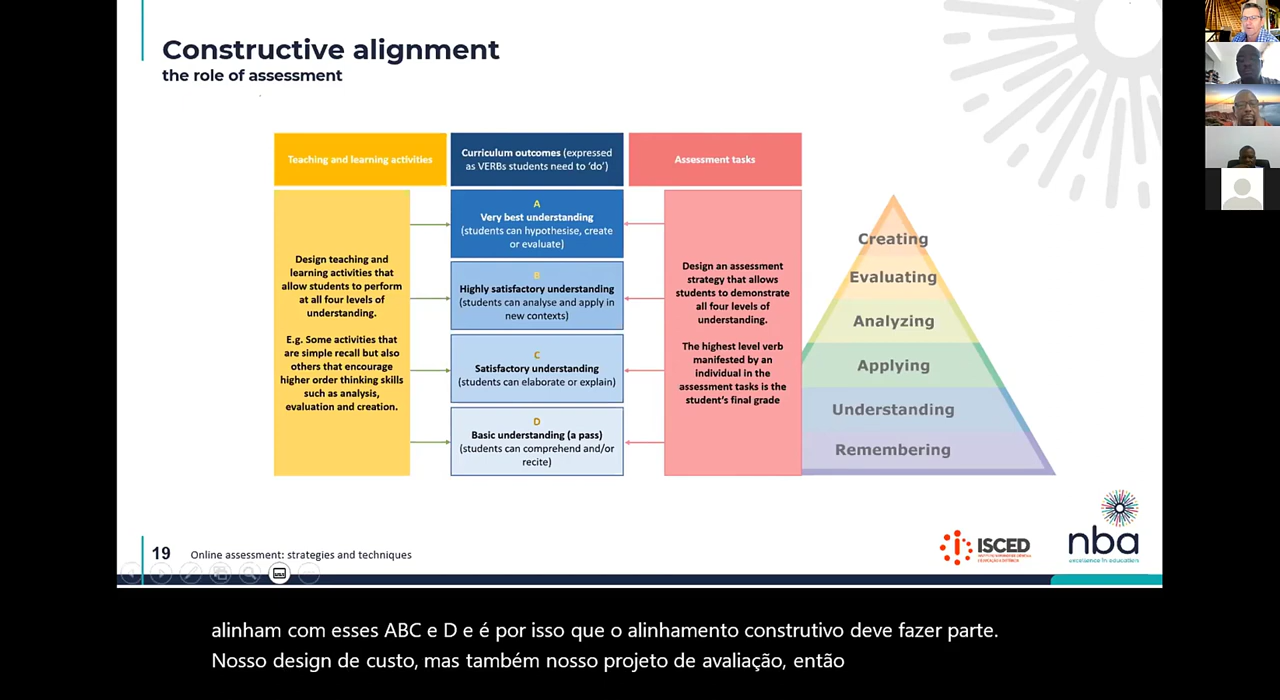 Constructive alignment
the role of assessment
Teaching and learning activities
Curriculum outcomes (expressed
as VERBs students need to ‘do’)
Assessment tasks
Design teaching and
learning activities that
allow students to perform
at all four levels of
understanding.
E.g. Some activities that
are simple recall but also
others that encourage
higher order thinking skills
such as analysis,
evaluation and creation.
A
Very best understanding
(students can hypothesise, create
or evaluate)
B
Highly satisfactory understanding
(students can analyse and apply in
new contexts)
C
Satisfactory understanding
(students can elaborate or explain)
D
Basic understanding (a pass)
(students can comprehend and/or
recite)
Design an assessment
strategy that allows
students to demonstrate
all four levels of
understanding.
The highest level verb
manifested by an
individual in the
assessment tasks is the
student’s final grade
Creating
Evaluating
Analyzing
Applying
Understanding
Remembering
19 Online assessment: strategies and techniques
ISCED
nba
excellence in education
alinham com esses ABC e D e é por isso que o alinhamento construtivo deve fazer parte.
Nosso design de custo, mas também nosso projeto de avaliação, então